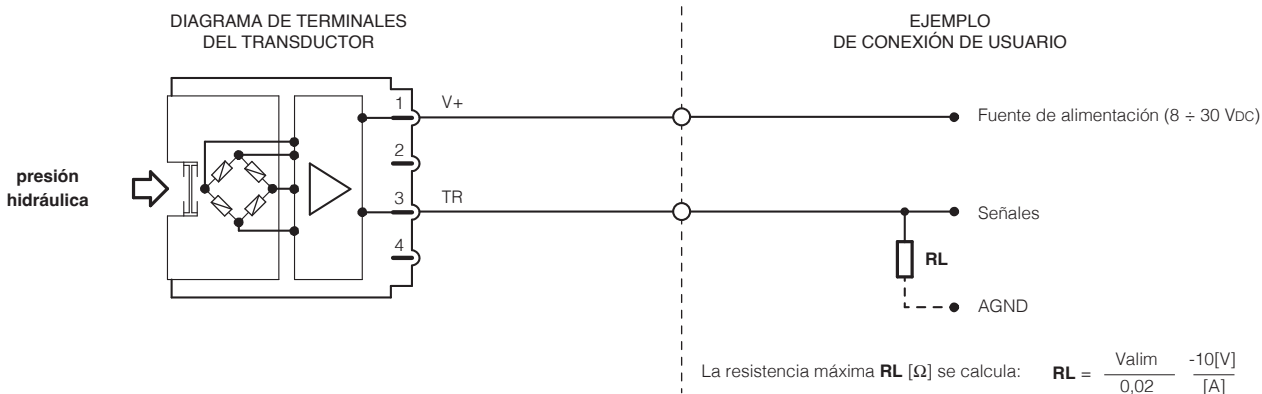 DIAGRAMA DE TERMINALES
DEL TRANSDUCTOR
EJEMPLO
DE CONEXIÓN DE USUARIO
1
V+
Fuente de alimentación (8 ÷ 30 VDC)
2
presión
hidráulica
3
TR
Señales
4
RL
AGND
La resistencia máxima RL [Ω] se calcula: RL = Valim -10[V]
0,02 [A]